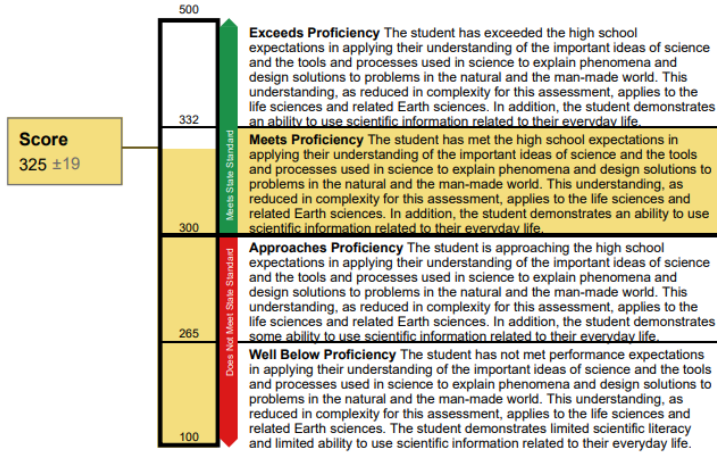 500
Exceeds Proficiency The student has exceeded the high school
expectations in applying their understanding of the important ideas of science
and the tools and processes used in science to explain phenomena and
design solutions to problems in the natural and the man-made world. This
understanding, as reduced in complexity for this assessment, applies to the
life sciences and related Earth sciences. In addition, the student demonstrates
an ability to use scientific information related to their everyday life.
332
Score
325 ±19
Meets State Standard
Meets Proficiency The student has met the high school expectations in
applying their understanding of the important ideas of science and the tools
and processes used in science to explain phenomena and design solutions to
problems in the natural and the man-made world. This understanding, as
reduced in complexity for this assessment, applies to the life sciences and
related Earth sciences. In addition, the student demonstrates an ability to use
scientific information related to their everyday life.
300
Approaches Proficiency The student is approaching the high school
expectations in applying their understanding of the important ideas of science
and the tools and processes used in science to explain phenomena and
design solutions to problems in the natural and the man-made world. This
understanding, as reduced in complexity for this assessment, applies to the
life sciences and related Earth sciences. In addition, the student demonstrates
some ability to use scientific information related to their everyday life.
265
Does Not Meet State Standard
Well Below Proficiency The student has not met performance expectations
in applying their understanding of the important ideas of science and the tools
and processes used in science to explain phenomena and design solutions to
problems in the natural and the man-made world. This understanding, as
reduced in complexity for this assessment, applies to the life sciences and
related Earth sciences. The student demonstrates limited scientific literacy
and limited ability to use scientific information related to their everyday life.
100